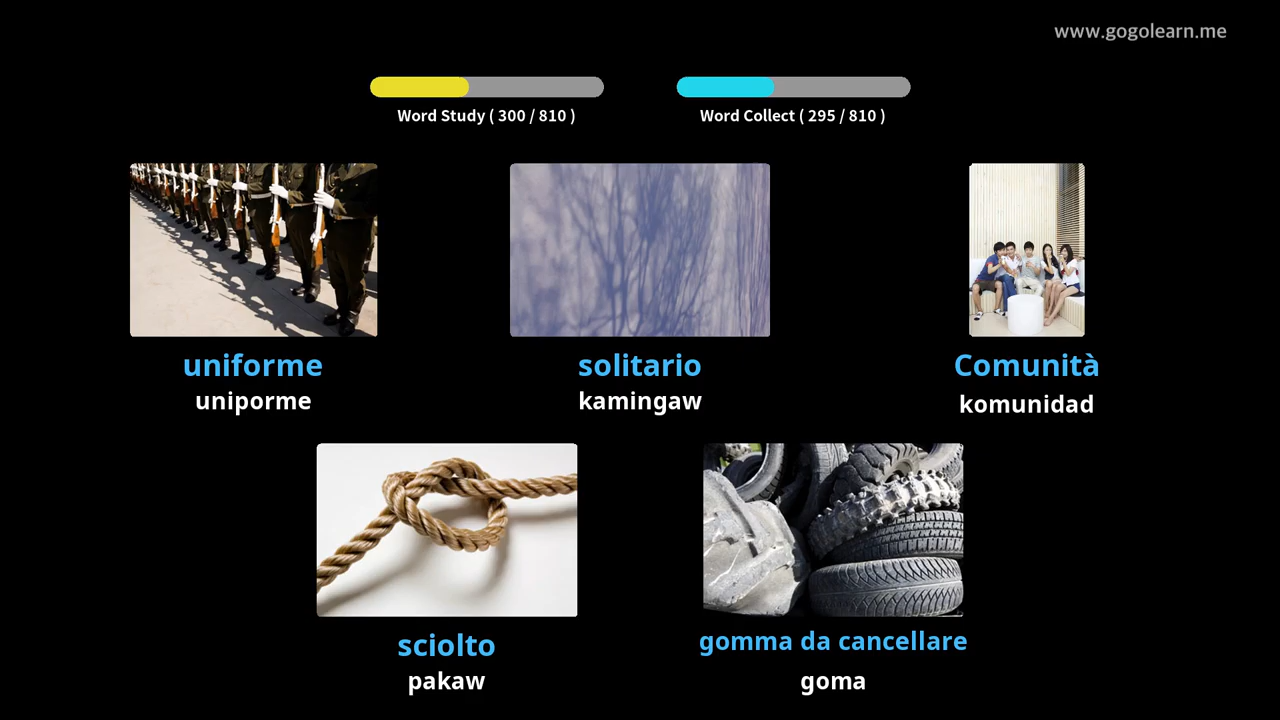 www.gogolearn.me
Word Study ( 300 / 810 )
Word Collect ( 295 / 810 )
uniforme
uniporme
solitario
kamingaw
Comunità
komunidad
sciolto
pakaw
gomma da cancellare
goma